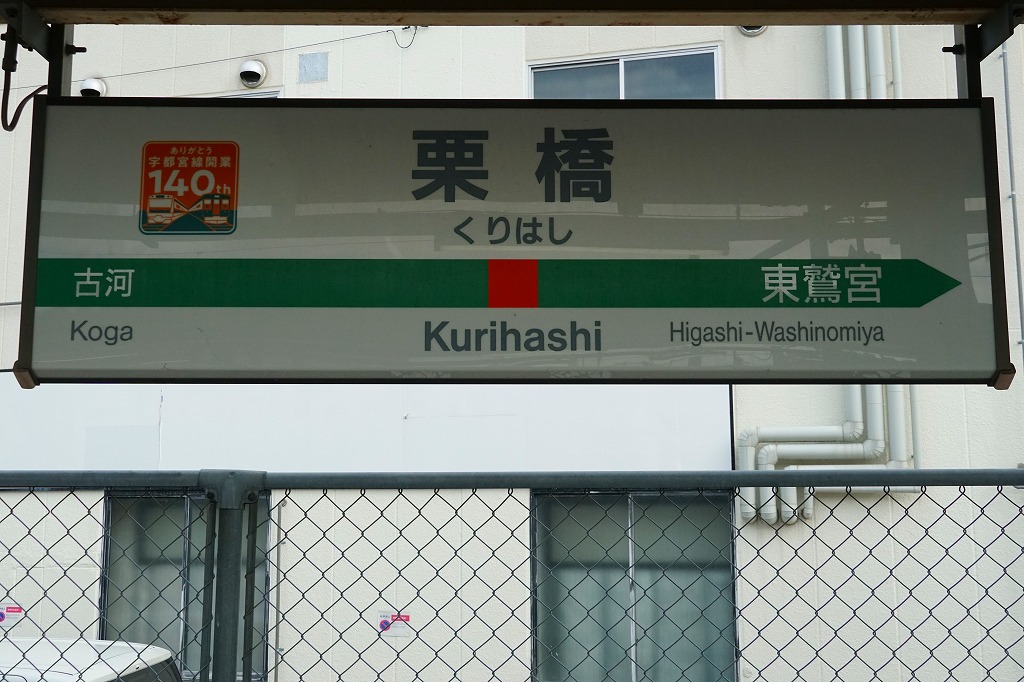 ありがとう
宇都宮線開業
140th
栗橋
くりはし
古河
東鷲宮
Koga
Kurihashi
Higashi-Washinomiya